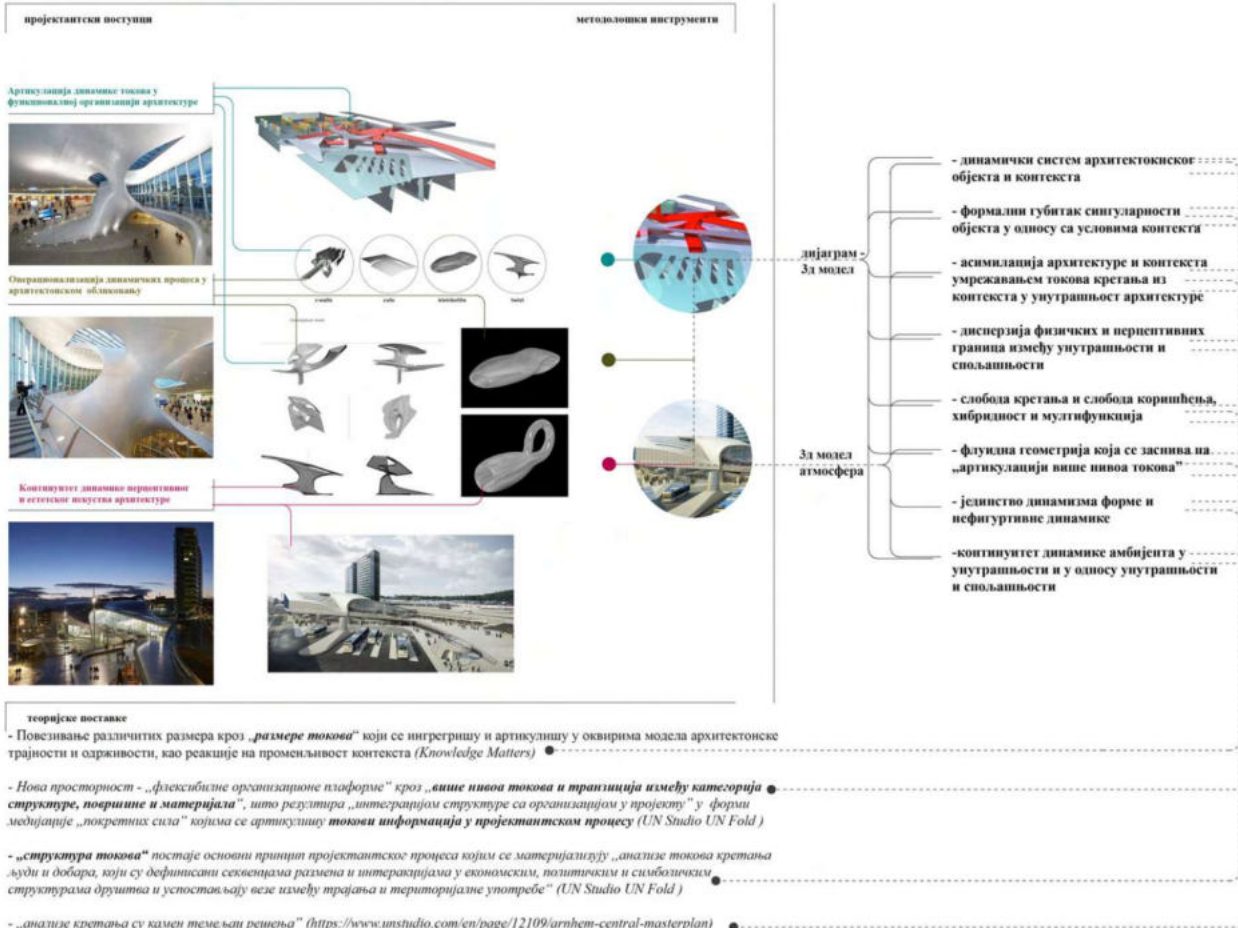 пројектантски поступци
методолошки инструменти
Артикулација динамике токова у
функционалној организацији архитектуре
Операционализација динамичких процеса у
архитектонском обликовању
Континуитет динамике перцептивног
и естетског искуства архитектуре
twist
дијаграм -
3д модел
3д модел
атмосфера
- динамички систем архитектокнског
објекта и контекста
- формални губитак сингуларности
објекта у односу са условима контекста
- асимилација архитектуре и контекста
умрежавањем токова кретања из
контекста у унутрашњост архитектуре
- дисперзија физичких и перцептивних
граница између унутрашњости и
спољашњости
- слобода кретања и слобода коришћења,
хибридност и мултифункција
- флуидна геометрија која се заснива на
„артикулацији више нивоа токова”
- јединство динамизма форме и
нефигуртивне динамике
-континуитет динамике амбијента у
унутрашњости и у односу унутрашњости
и спољашњости
теоријске поставке
- Повезивање различитих размера кроз „размере токова“ који се ингрегришу и артикулишу у оквирима модела архитектонске
трајности и одрживости, као реакције на променљивост контекста (Knowledge Matters)
- Нова просторност - „флексибилне организационе плаформе“ кроз „више нивоа токова и транзиција између категорија
структуре, површине и материјала“, што резултира „интеграцијом структуре са организацијом у пројекту” у форми
медијације „покретних сила” којима се артикулишу токови информација у пројектантском процесу (UN Studio UN Fold )
- „структура токова“ постаје основни принцип пројектантског процеса којим се материјализују „анализе токова кретања
људи и добара, који су дефинисани секвенцама размена и интеракцијама у економским, политичким и симболичким
структурама друштва и успостављају везе између трајања и територијалне употребе“ (UN Studio UN Fold )
- „анализе кретања су камен темељац решења” (https://www.unstudio.com/en/page/12109/arnhem-central-masterplan)